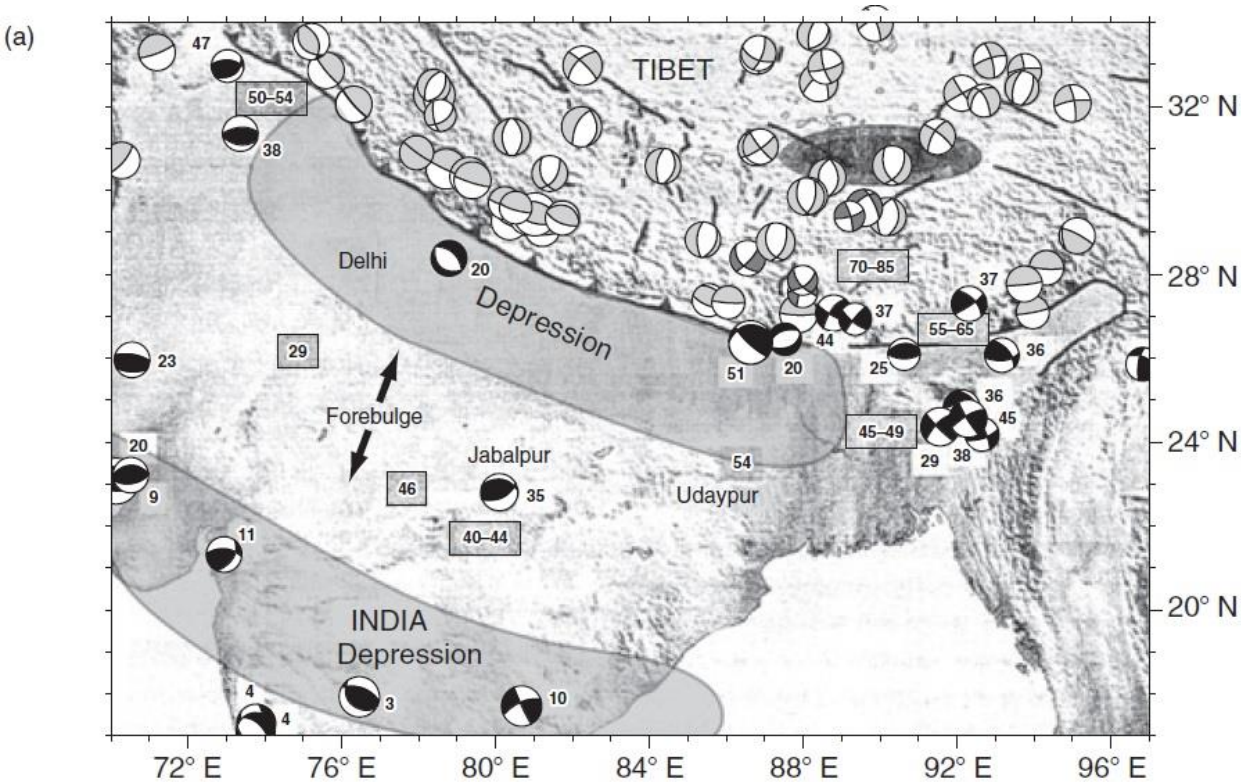 (a)
47
TIBET
50–54
32° N
38
Delhi
20
70–85
28° N
37
Depression
37
44
55–65
29
23
51
20
25
36
Forebulge
36
20
45–49
45
24° N
Jabalpur
54
29
38
9
46
35
Udaypur
11
40–44
INDIA
20° N
Depression
4
3
10
4
72° E
76° E
80° E
84° E
88° E
92° E
96° E